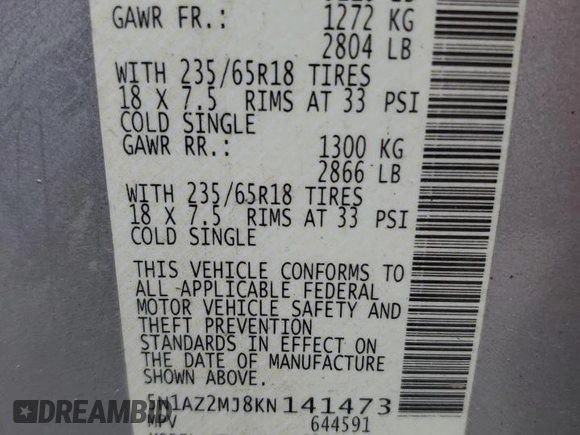 GAWR FR.: 1272 KG
2804 LB
WITH 235/65R18 TIRES
18 X 7.5 RIMS AT 33 PSI
COLD SINGLE
GAWR RR.: 1300 KG
2866 LB
WITH 235/65R18 TIRES
18 X 7.5 RIMS AT 33 PSI
COLD SINGLE
THIS VEHICLE CONFORMS TO
ALL APPLICABLE FEDERAL
MOTOR VEHICLE SAFETY AND
THEFT PREVENTION
STANDARDS IN EFFECT ON
THE DATE OF MANUFACTURE
SHOWN ABOVE.
5N1AZ2MJ8KN141473
MPV 644591
AUTOHISTORY